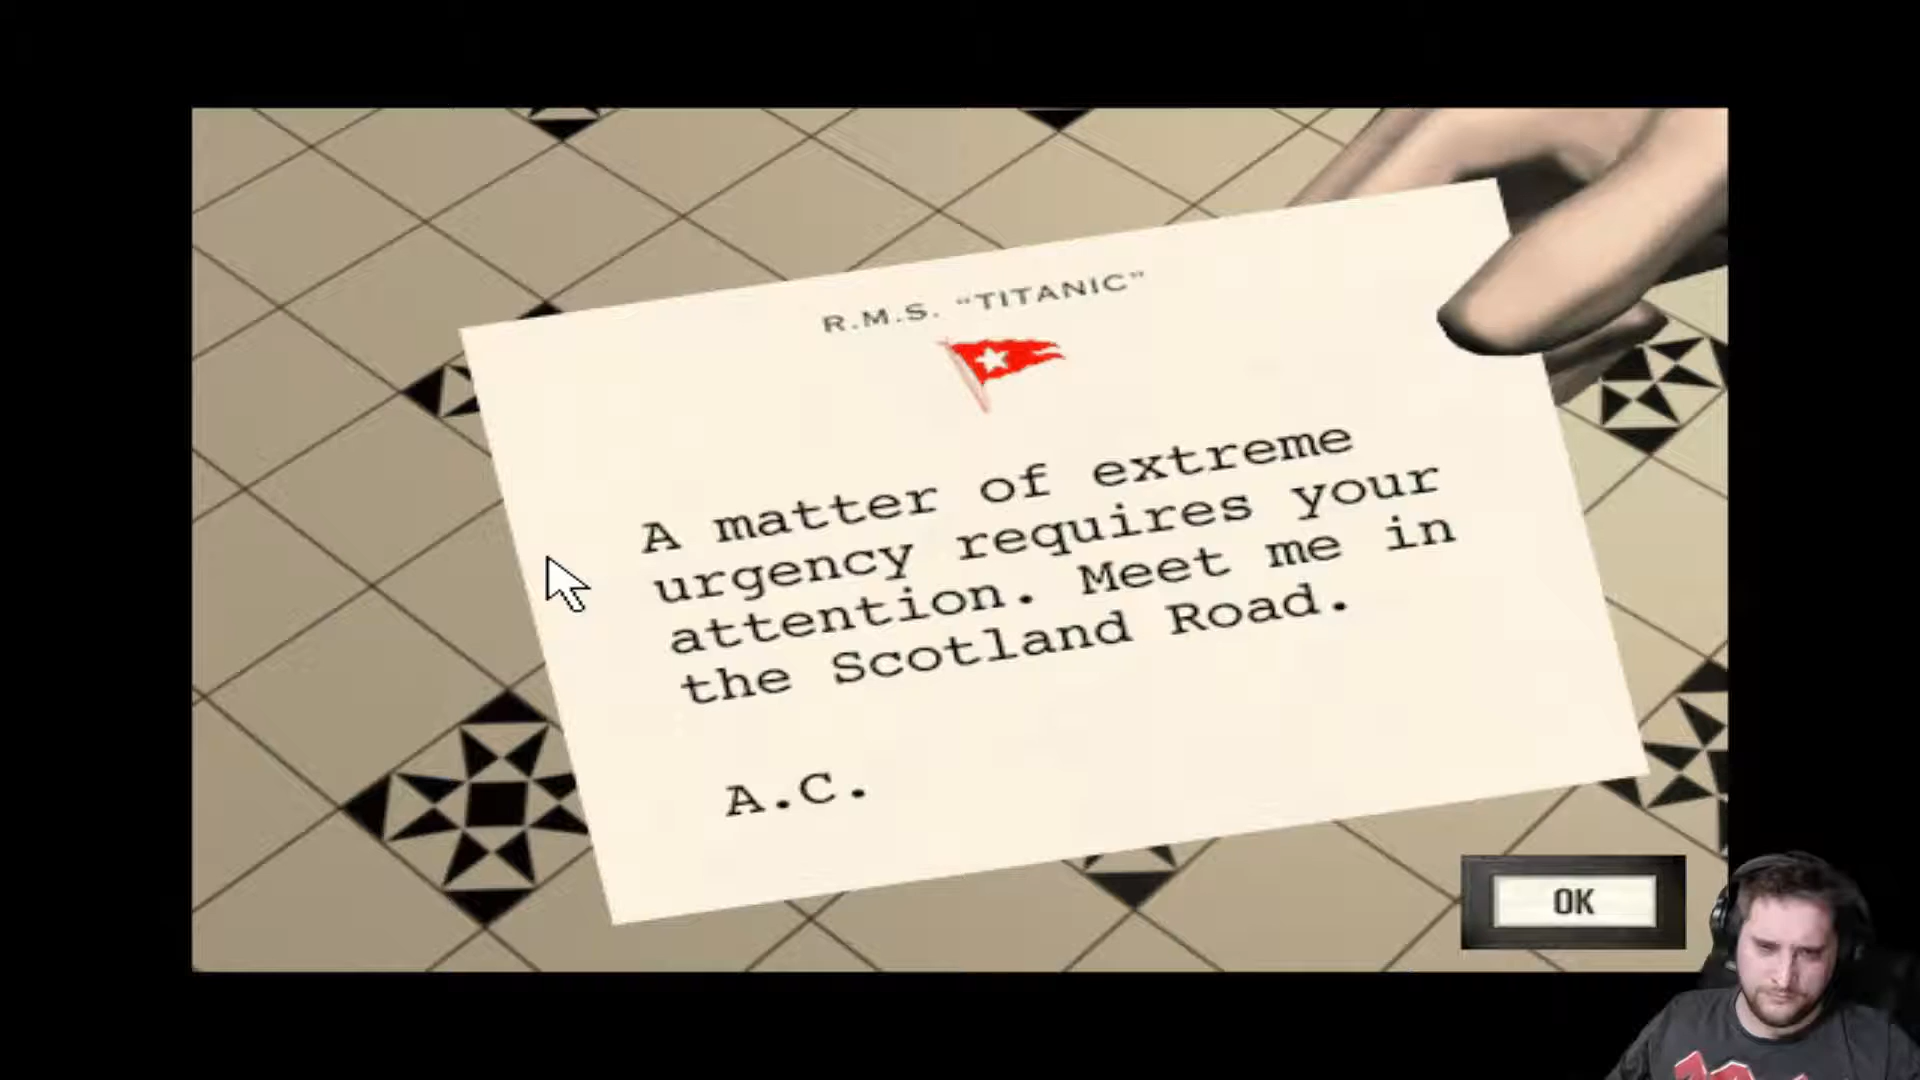 R.M.S. "TITANIC"
A matter of extreme
urgency requires your
attention. Meet me in
the Scotland Road.
A.C.
OK